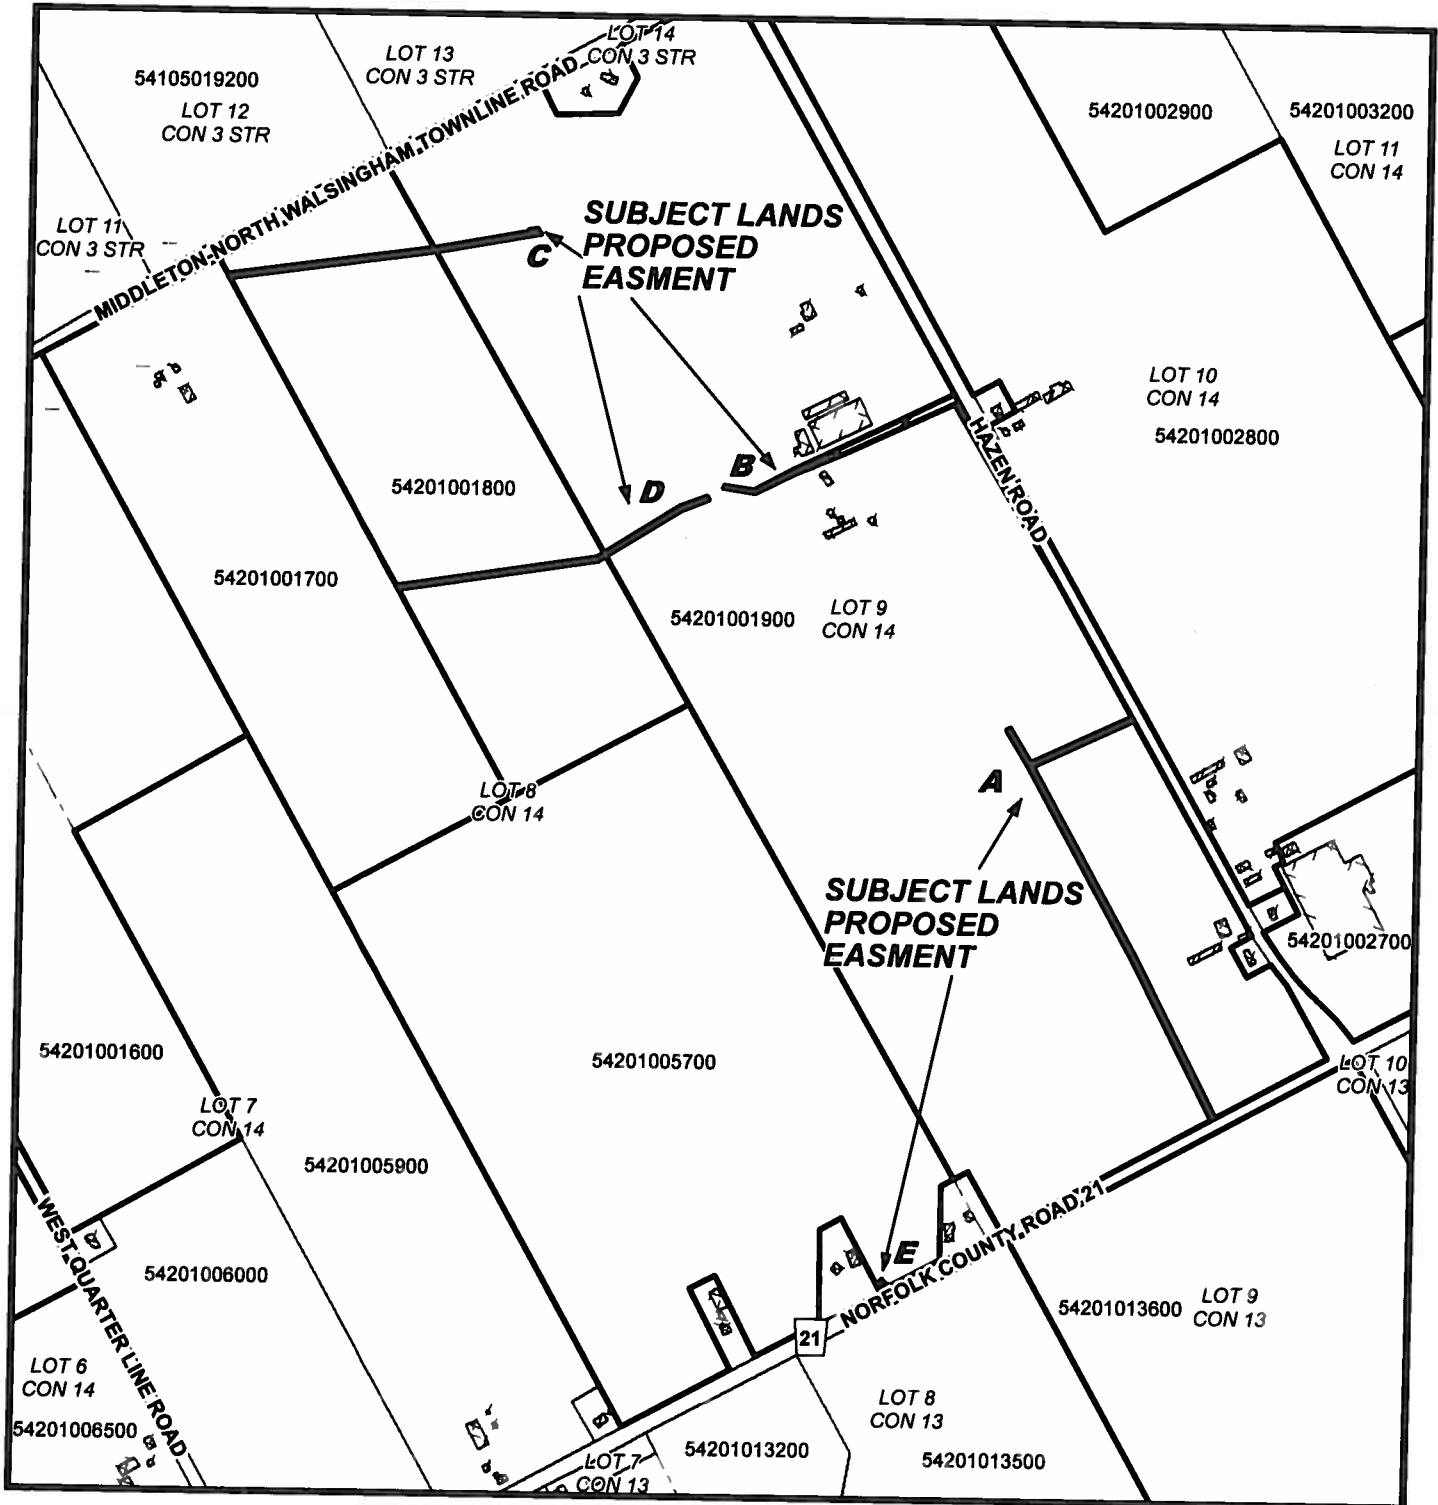 LOT 13
CON 3 STR
LOT 14
CON 3 STR
54105019200
LOT 12
CON 3 STR
54201002900
54201003200
LOT 11
CON 14
LOT 11
CON 3 STR
MIDDLETON-NORTH WALSINGHAM TOWNLINE ROAD
SUBJECT LANDS
PROPOSED
EASMENT
C
LOT 10
CON 14
54201002800
HAZEN ROAD
B
D
54201001800
54201001700
54201001900
LOT 9
CON 14
A
LOT 8
CON 14
SUBJECT LANDS
PROPOSED
EASMENT
54201002700
54201001600
54201005700
LOT 10
CON 13
LOT 7
CON 14
54201005900
WEST QUARTER LINE ROAD
54201006000
E
NORFOLK COUNTY ROAD 21
21
54201013600
LOT 9
CON 13
LOT 6
CON 14
54201006500
LOT 8
CON 13
54201013200
54201013500
LOT 7
CON 13